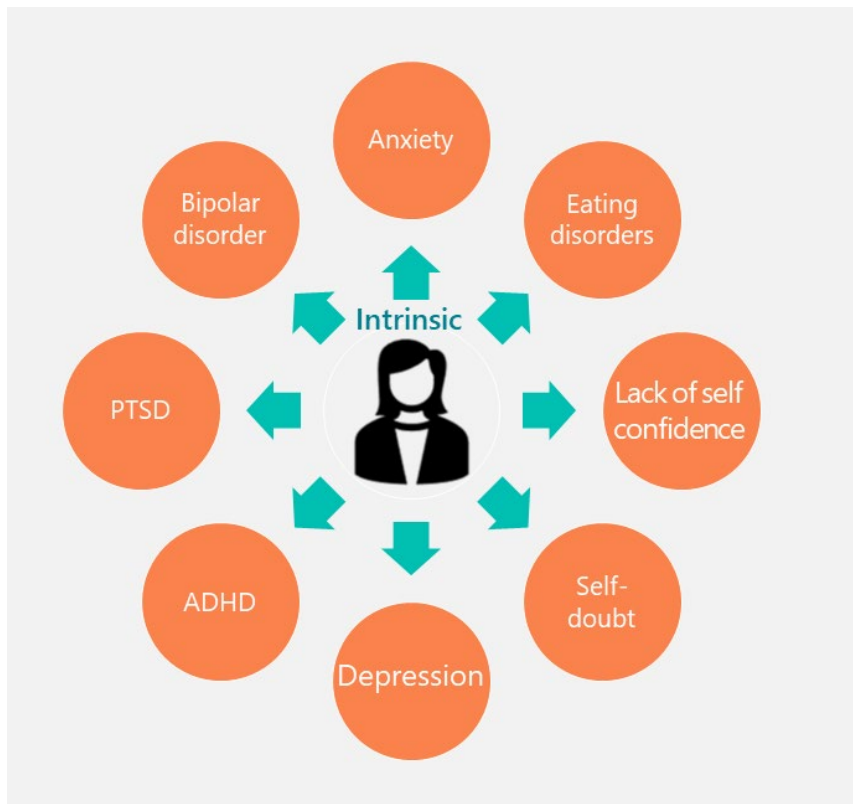 Anxiety
Eating
disorders
Lack of self
confidence
Self-
doubt
Depression
ADHD
PTSD
Bipolar
disorder
Intrinsic